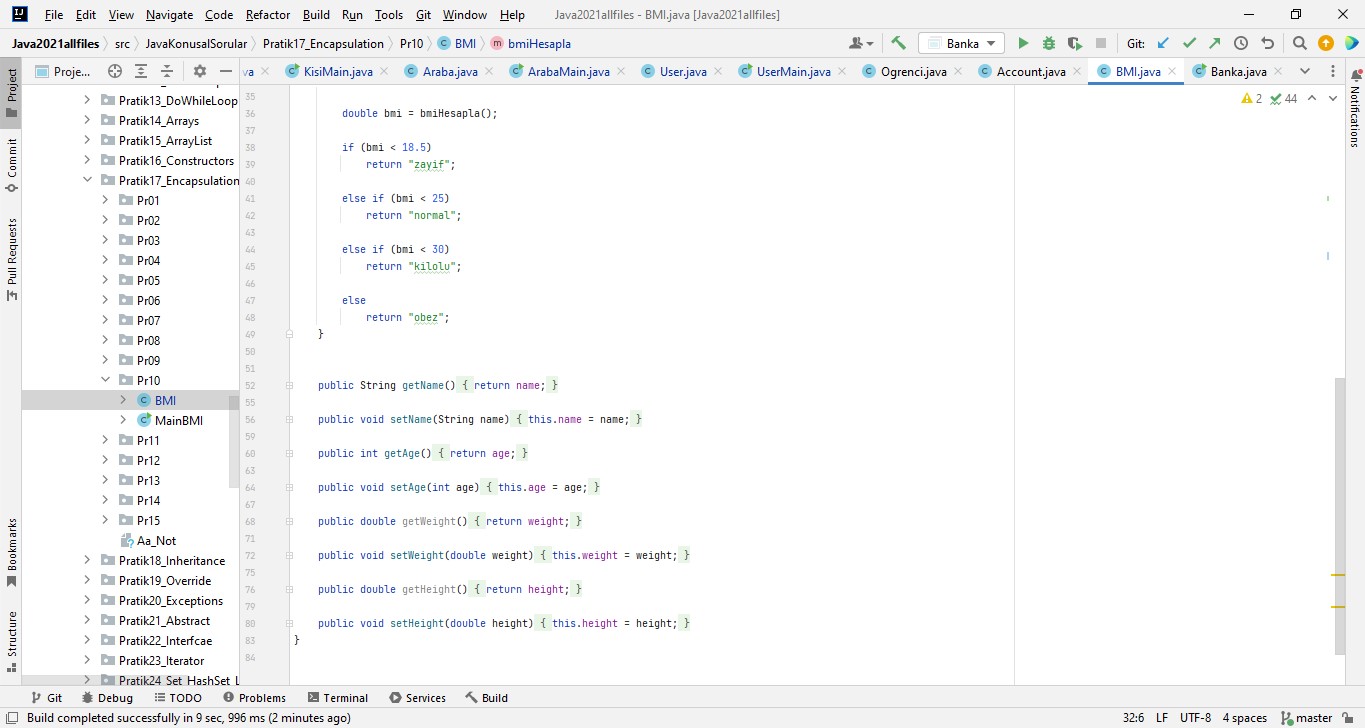 File Edit View Navigate Code Refactor Build Run Tools Git Window Help Java2021allfiles - BMI.java [Java2021allfiles]
Java2021allfiles src JavaKonusalSorular Pratik17_Encapsulation Pr10 BMI bmiHesapla Banka Git:
Project Proje... va KisiMain.java Araba.java ArabaMain.java User.java UserMain.java Ogrenci.java Account.java BMI.java Banka.java
Notifications
Commit
Pull Requests
Bookmarks
Structure
Pratik13_DoWhileLoop
Pratik14_Arrays
Pratik15_ArrayList
Pratik16_Constructors
Pratik17_Encapsulation
Pr01
Pr02
Pr03
Pr04
Pr05
Pr06
Pr07
Pr08
Pr09
Pr10
BMI
MainBMI
Pr11
Pr12
Pr13
Pr14
Pr15
Aa_Not
Pratik18_Inheritance
Pratik19_Override
Pratik20_Exceptions
Pratik21_Abstract
Pratik22_Interfcae
Pratik23_Iterator
Pratik24_Set_HashSet_L
2 44
35
36 double bmi = bmiHesapla();
37
38 if (bmi < 18.5)
39 return "zayif";
40
41 else if (bmi < 25)
42 return "normal";
43
44 else if (bmi < 30)
45 return "kilolu";
46
47 else
48 return "obez";
49 }
50
51
52 public String getName() { return name; }
55
56 public void setName(String name) { this.name = name; }
59
60 public int getAge() { return age; }
63
64 public void setAge(int age) { this.age = age; }
67
68 public double getWeight() { return weight; }
71
72 public void setWeight(double weight) { this.weight = weight; }
75
76 public double getHeight() { return height; }
79
80 public void setHeight(double height) { this.height = height; }
83 }
84
Git Debug TODO Problems Terminal Services Build
Build completed successfully in 9 sec, 996 ms (2 minutes ago) 32:6 LF UTF-8 4 spaces master